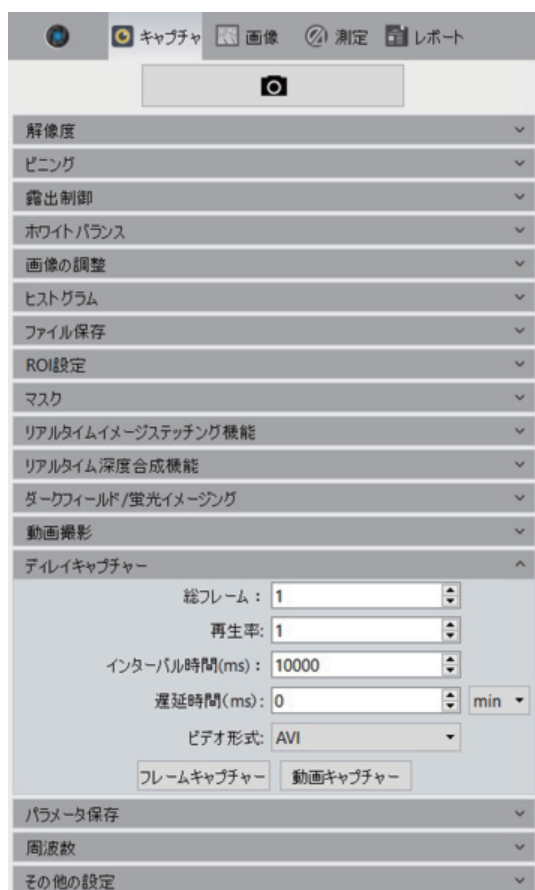 キャプチャ 画像 測定 レポート
解像度
ビニング
露出制御
ホワイトバランス
画像の調整
ヒストグラム
ファイル保存
ROI設定
マスク
リアルタイムイメージステッチング機能
リアルタイム深度合成機能
ダークフィールド/蛍光イメージング
動画撮影
ディレイキャプチャー
総フレーム： 1
再生率: 1
インターバル時間(ms)： 10000
遅延時間(ms): 0 min
ビデオ形式: AVI
フレームキャプチャー 動画キャプチャー
パラメータ保存
周波数
その他の設定